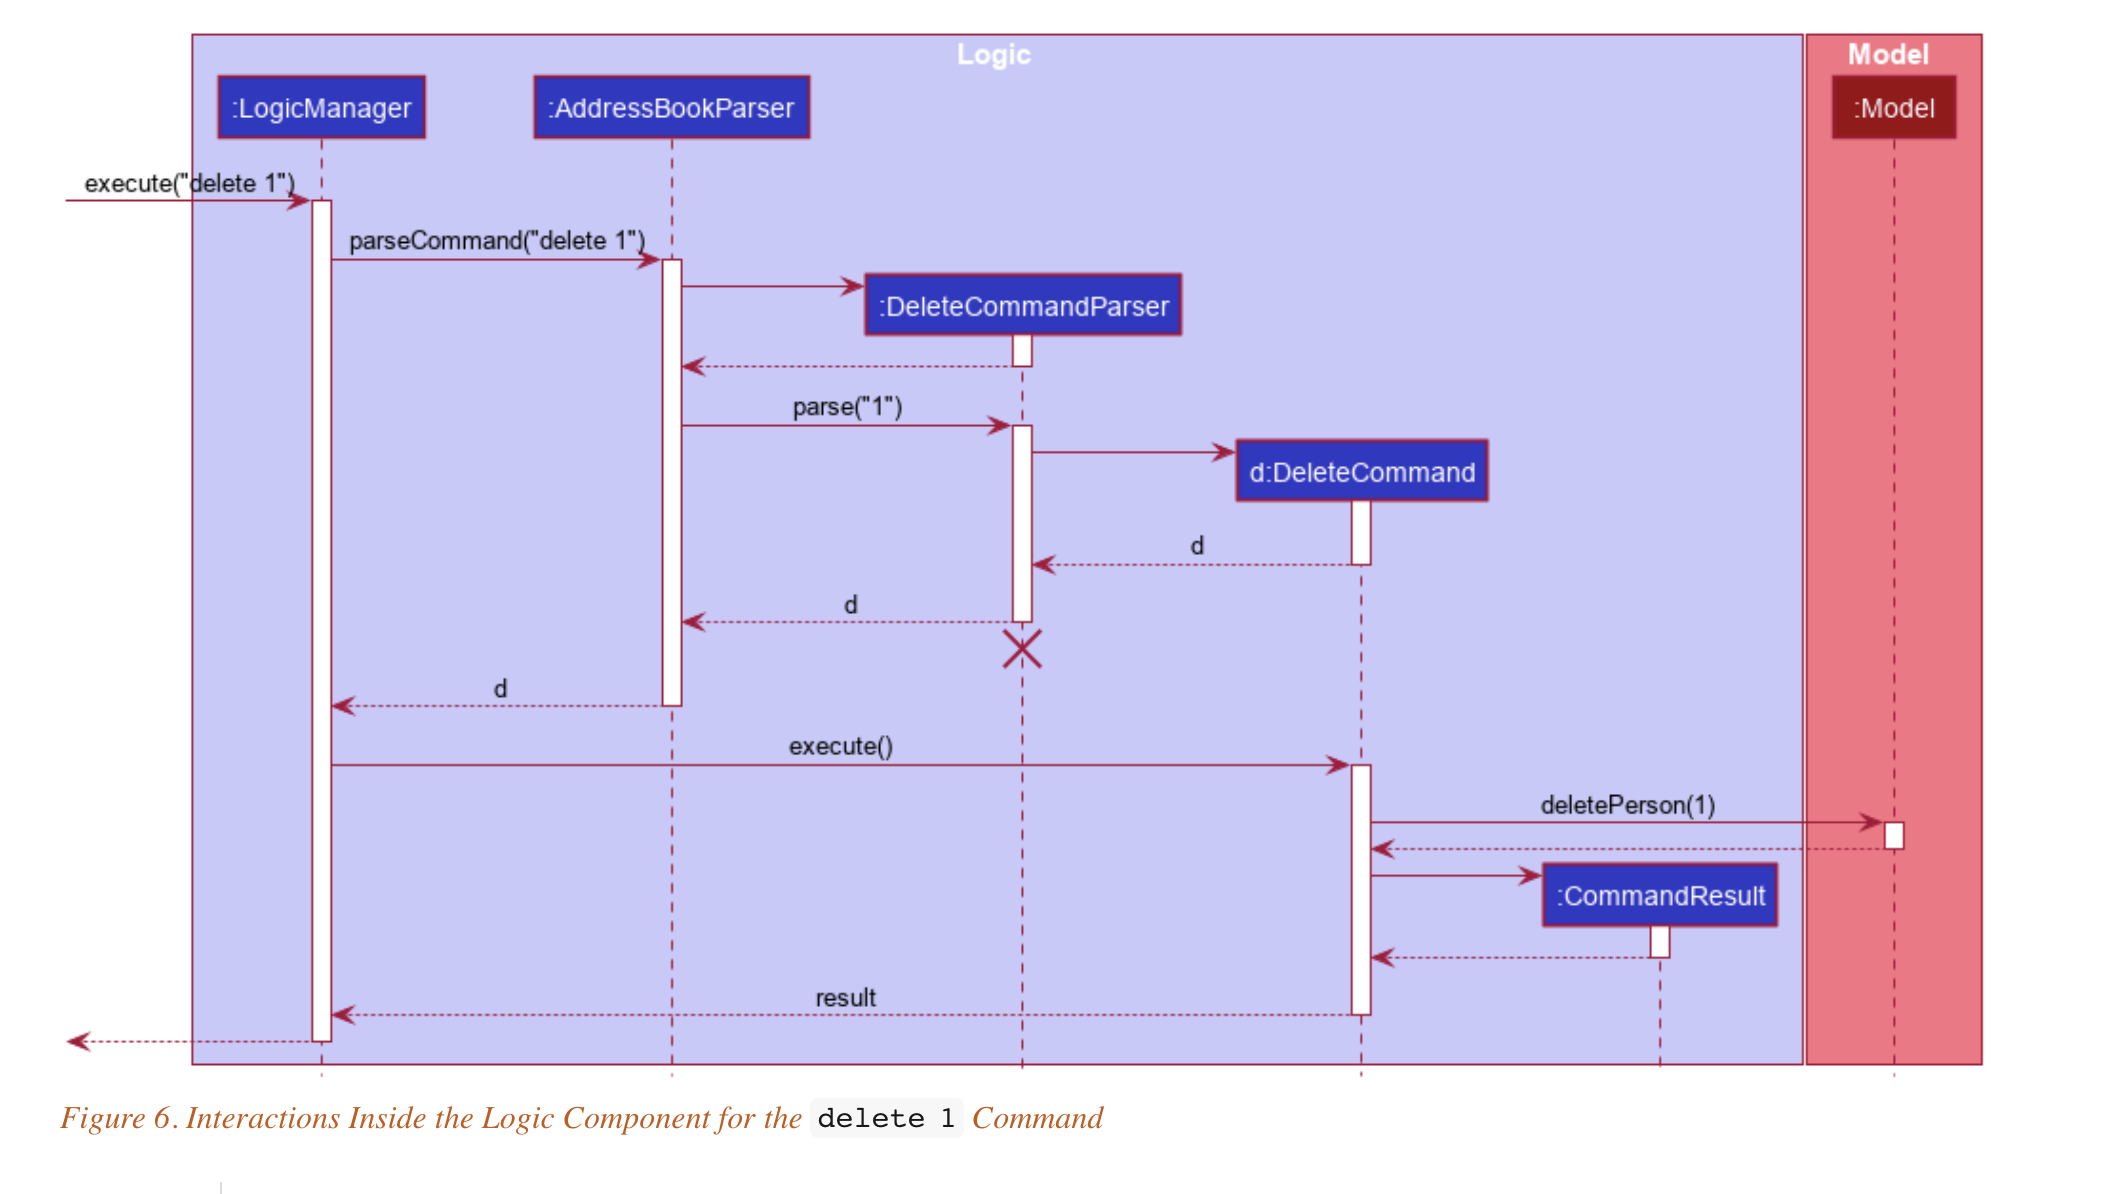 Logic
Model
:LogicManager
:AddressBookParser
:Model
execute("delete 1")
parseCommand("delete 1")
:DeleteCommandParser
parse("1")
d:DeleteCommand
d
d
d
execute()
deletePerson(1)
:CommandResult
result
Figure 6. Interactions Inside the Logic Component for the delete 1 Command